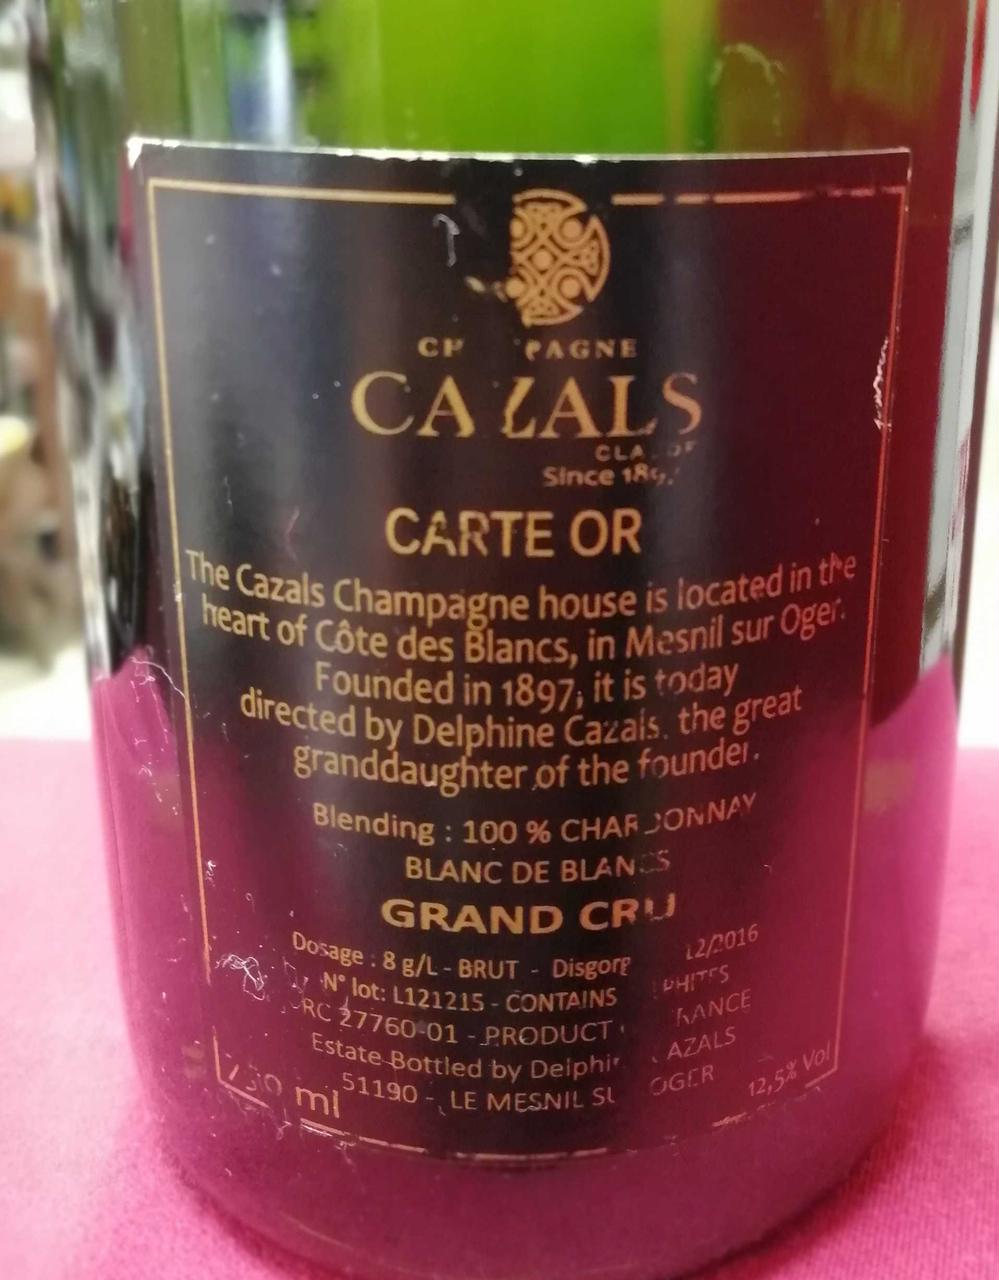 CAZALS
Since
CARTE OR
The Cazals Champagne house is located in the
heart of Côte des Blancs, in Mesnil sur Oger.
Founded in 1897, it is today
directed by Delphine Cazals, the great
granddaughter of the founder.
Blending : 100 % CHARDONNAY
BLANC DE BLANCS
GRAND CRU
Dosage : 8 g/L - BRUT - 12/2016
N° lot: L121215 - CONTAINS
RC 27760-01 - PRODUCT
Estate Bottled by CAZALS
51190 - LE MESNIL OGER
750 ml
12,5% Vol